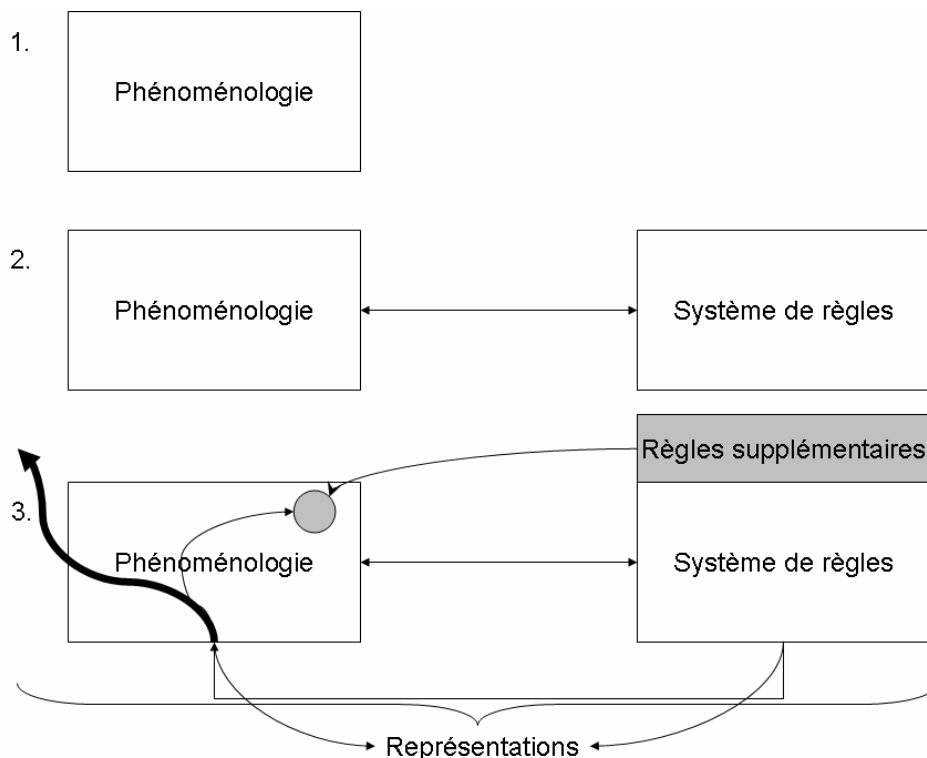 1.
Phénoménologie
2.
Phénoménologie
Système de règles
Règles supplémentaires
3.
Phénoménologie
Système de règles
Représentations